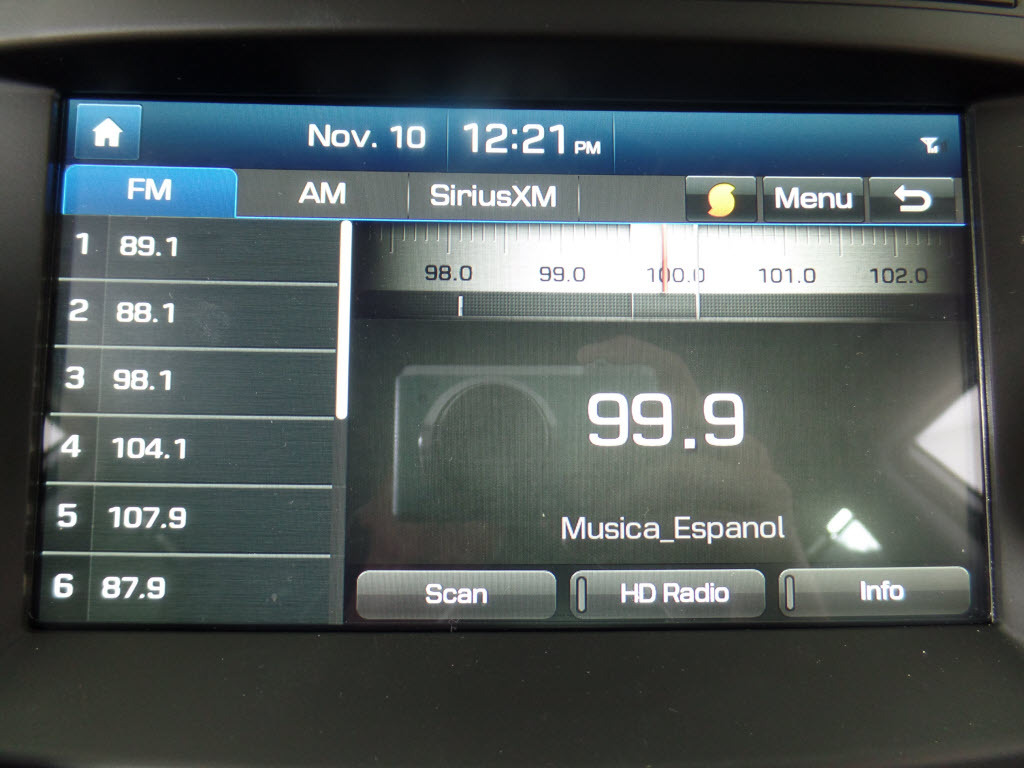 Nov. 10 12:21 PM
FM AM SiriusXM Menu
1 89.1
2 88.1
3 98.1
4 104.1
5 107.9
6 87.9
98.0 99.0 100.0 101.0 102.0
99.9
Musica_Espanol
Scan HD Radio Info